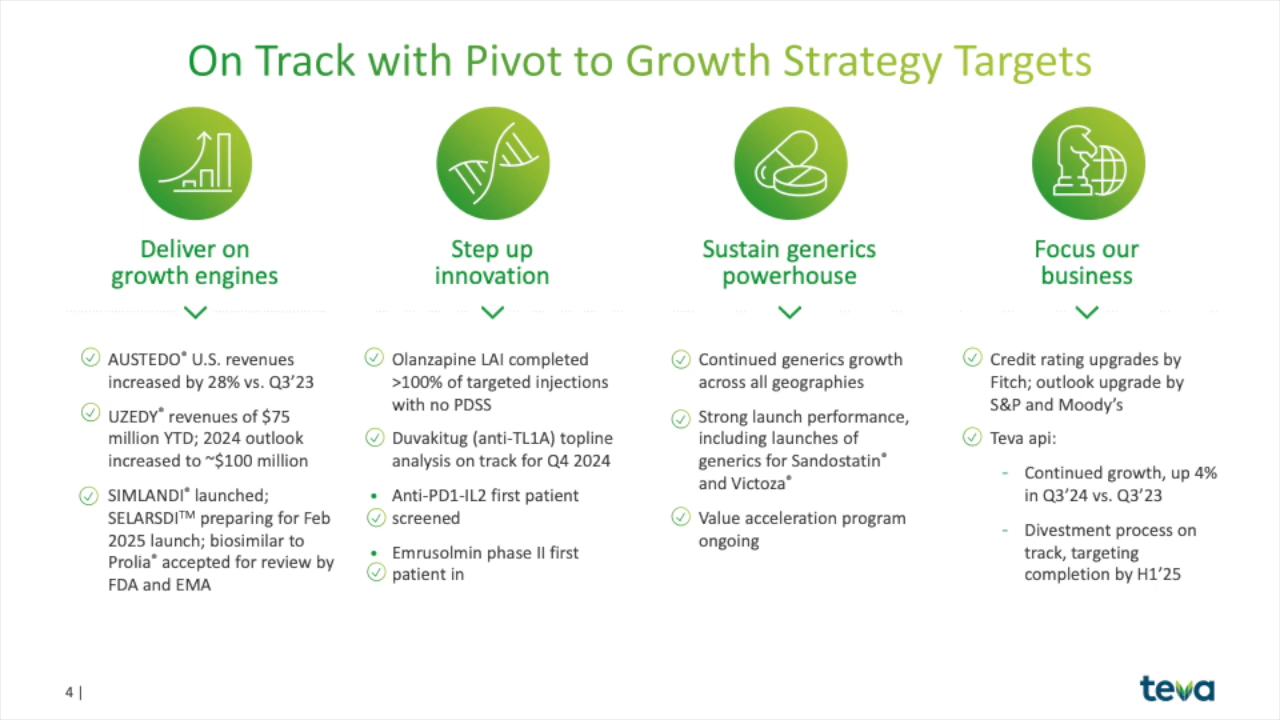 On Track with Pivot to Growth Strategy Targets
Deliver on
growth engines
AUSTEDO® U.S. revenues
increased by 28% vs. Q3’23
UZEDY® revenues of $75
million YTD; 2024 outlook
increased to ~$100 million
SIMLANDI® launched;
SELARSDI™ preparing for Feb
2025 launch; biosimilar to
Prolia® accepted for review by
FDA and EMA
Step up
innovation
Olanzapine LAI completed
>100% of targeted injections
with no PDSS
Duvakitug (anti-TL1A) topline
analysis on track for Q4 2024
• Anti-PD1-IL2 first patient
screened
• Emrusolmin phase II first
patient in
Sustain generics
powerhouse
Continued generics growth
across all geographies
Strong launch performance,
including launches of
generics for Sandostatin®
and Victoza®
Value acceleration program
ongoing
Focus our
business
Credit rating upgrades by
Fitch; outlook upgrade by
S&P and Moody’s
Teva api:
- Continued growth, up 4%
in Q3’24 vs. Q3’23
- Divestment process on
track, targeting
completion by H1’25
4 |
teva